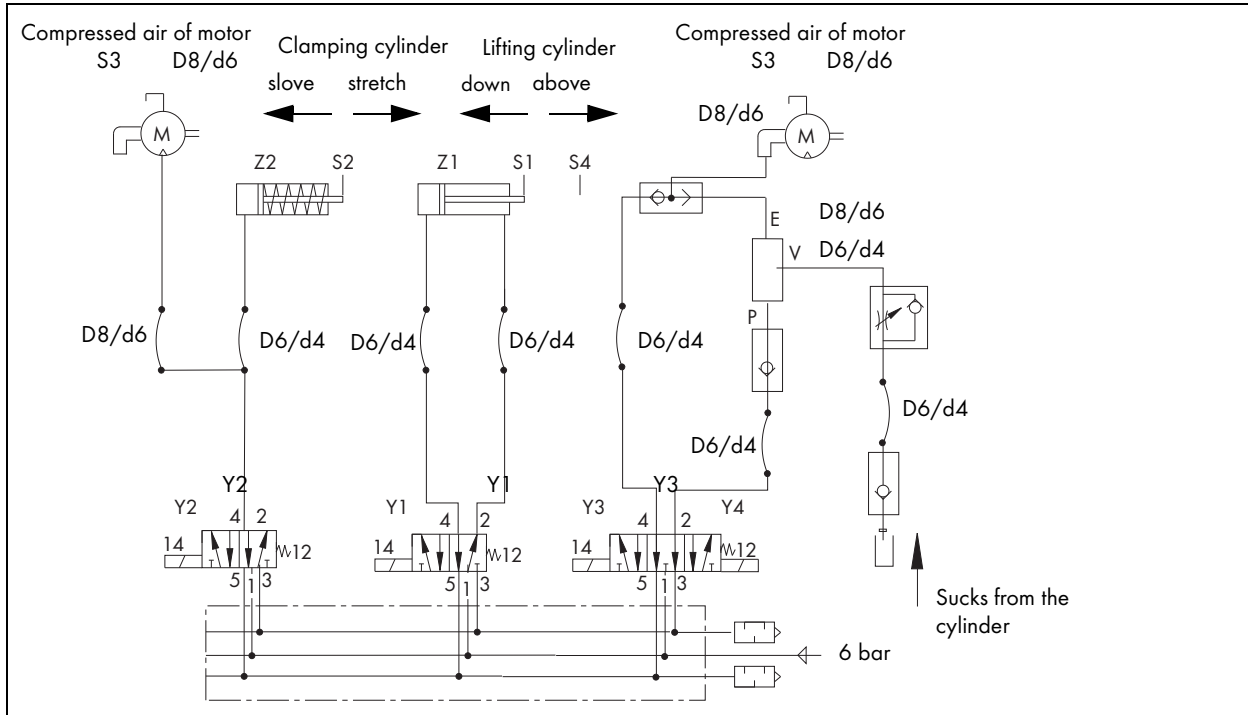 Compressed air of motor
S3 D8/d6
Clamping cylinder
slove stretch
Lifting cylinder
down above
Compressed air of motor
S3 D8/d6
D8/d6
M
M
Z2 S2
Z1 S1
S4
E
D8/d6
V
D6/d4
P
D8/d6
D6/d4
D6/d4
D6/d4
D6/d4
D6/d4
D6/d4
Y2
Y2
4 2
14
12
5 1 3
Y1
Y1
4 2
14
12
5 1 3
Y3
Y3
Y4
4 2
14
12
5 1 3
Sucks from the
cylinder
6 bar